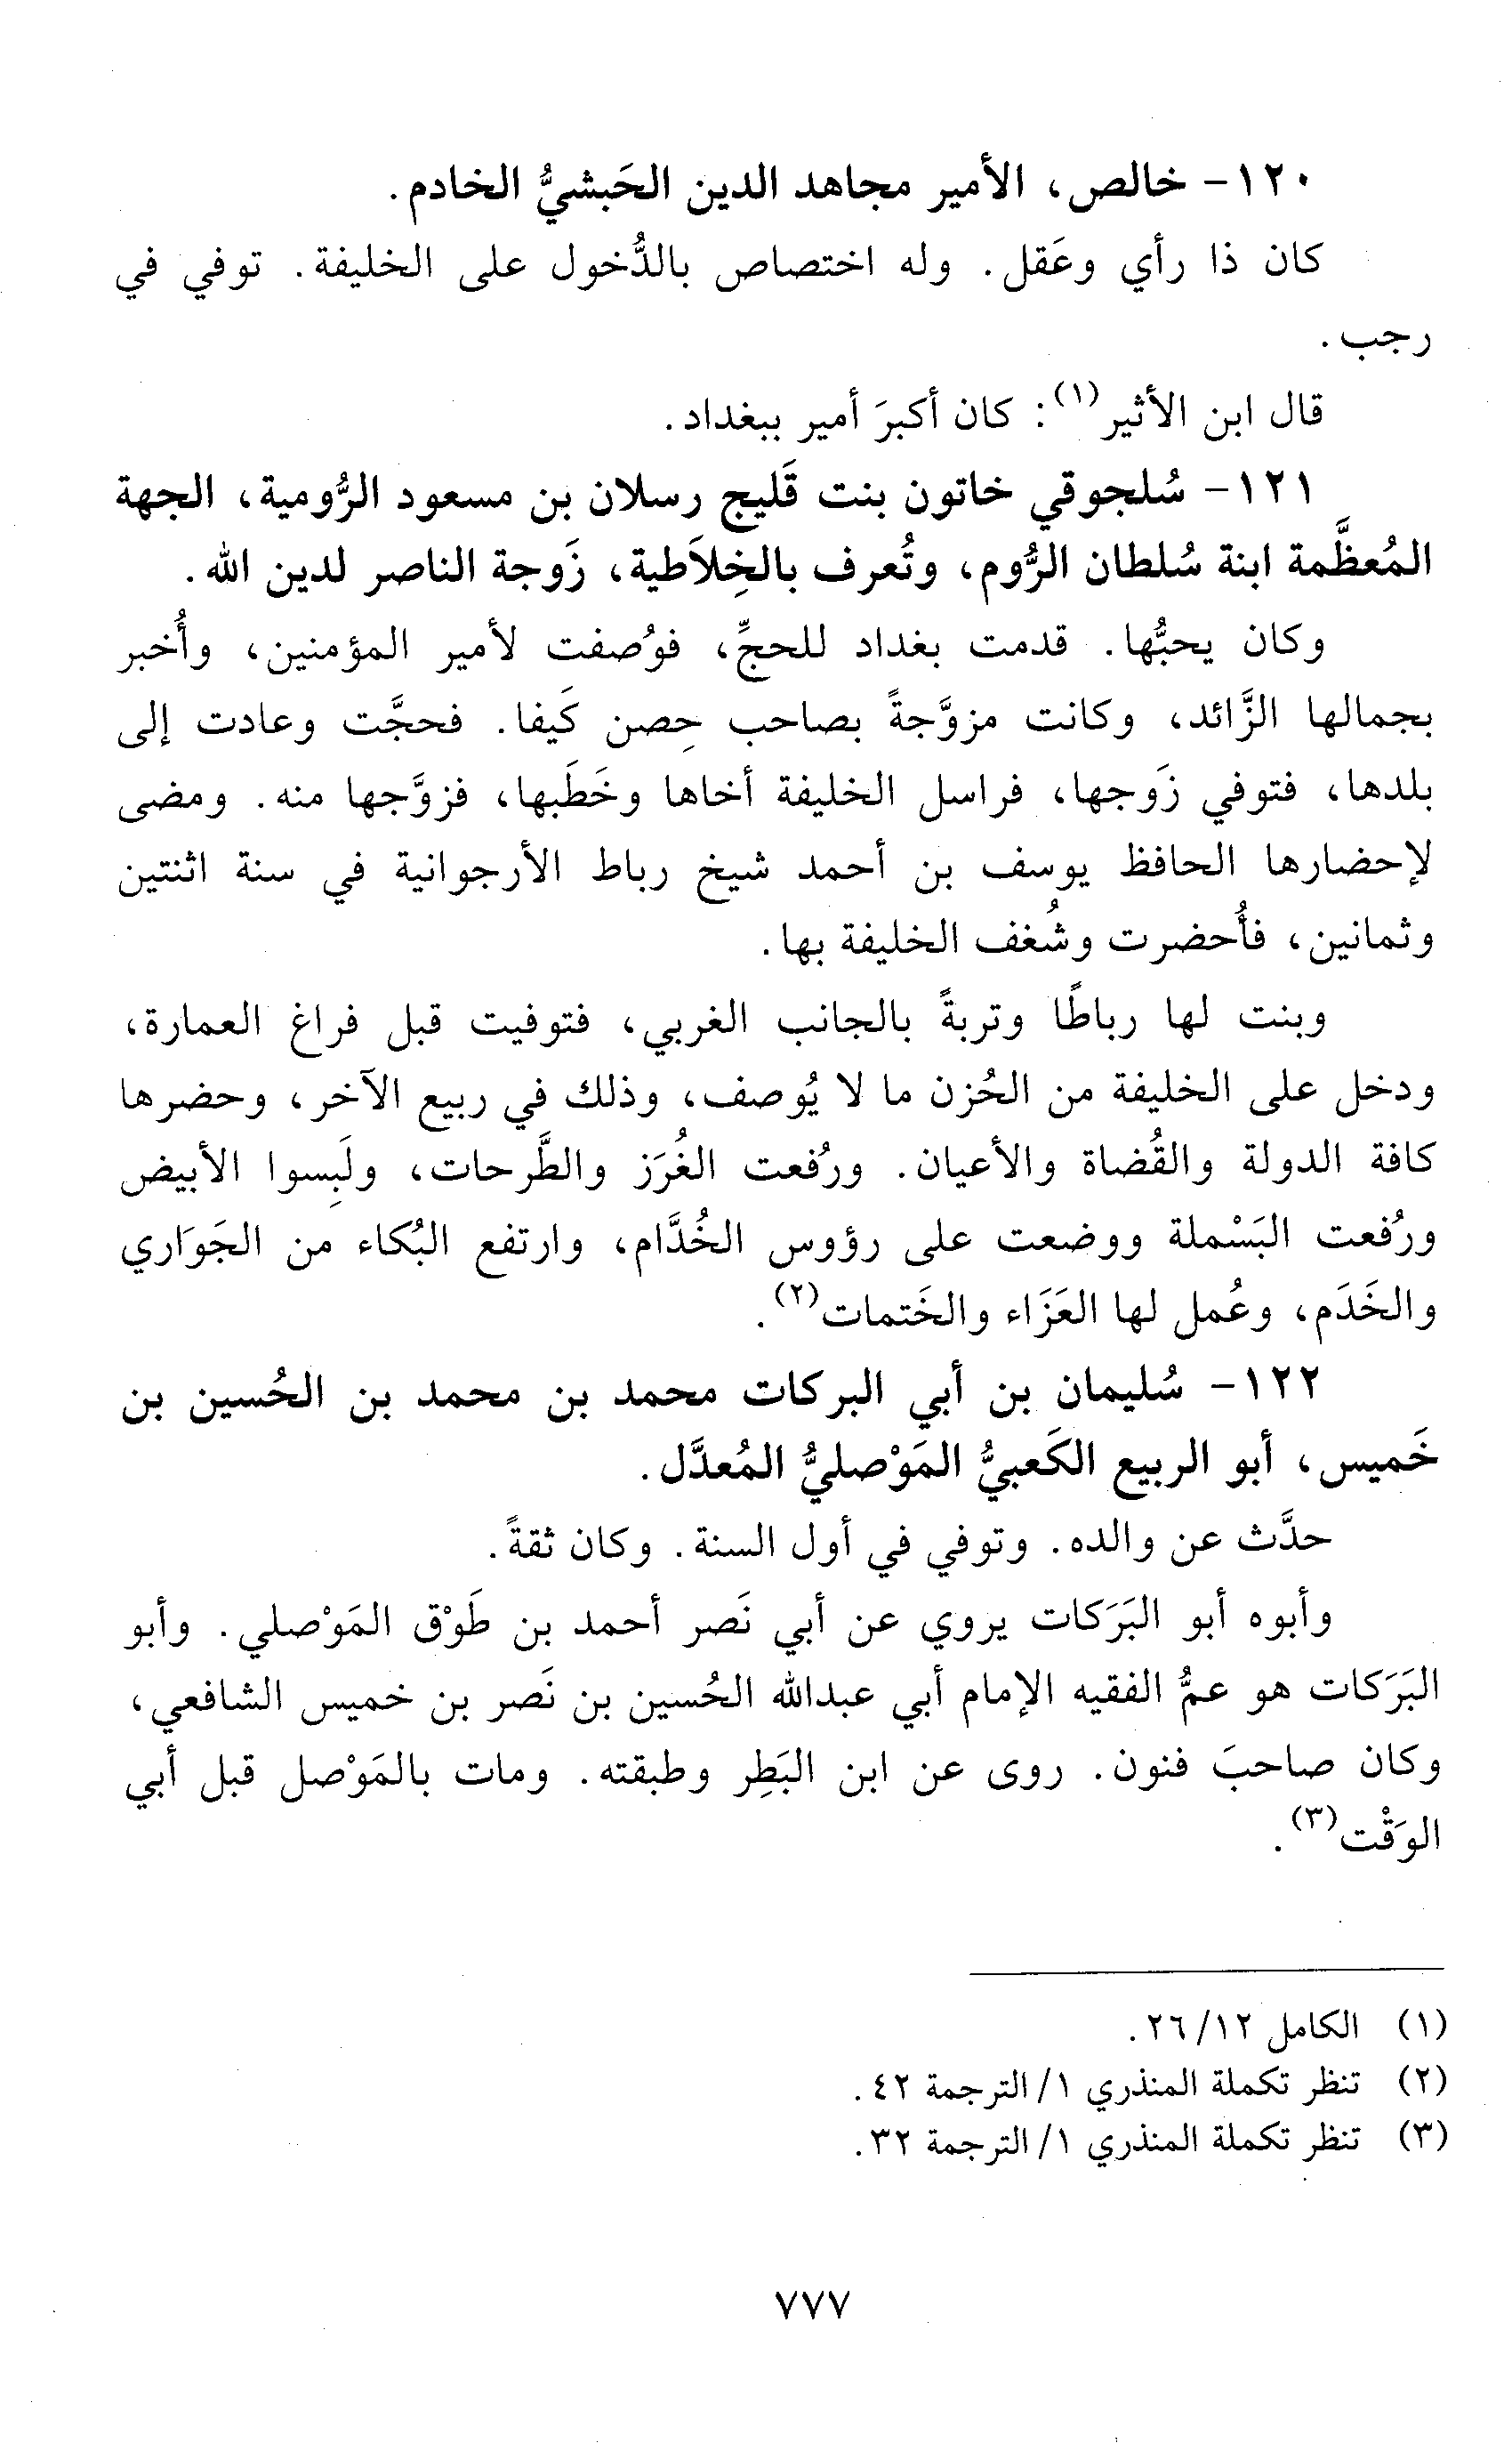 ١٢٠- خالص، الأمير مجاهد الدين الحَبشيُّ الخادم.
كان ذا رأي وعَقل. وله اختصاص بالدُّخول على الخليفة. توفي في
رجب.
قال ابن الأثير(١): كان أكبرَ أمير ببغداد.
١٢١- سُلجوقي خاتون بنت قَليج رسلان بن مسعود الرُّومية، الجهة
المُعظَّمة ابنة سُلطان الرُّوم، وتُعرف بالخِلاَطية، زَوجة الناصر لدين الله.
وكان يحبُّها. قدمت بغداد للحجِّ، فوُصفت لأمير المؤمنين، وأُخبر
بجمالها الزَّائد، وكانت مزوَّجةً بصاحب حِصن كَيفا. فحجَّت وعادت إلى
بلدها، فتوفي زَوجها، فراسل الخليفة أخاها وخَطَبها، فزوَّجها منه. ومضى
لإحضارها الحافظ يوسف بن أحمد شيخ رباط الأرجوانية في سنة اثنتين
وثمانين، فأُحضرت وشُغف الخليفة بها.
وبنت لها رباطًا وتربةً بالجانب الغربي، فتوفيت قبل فراغ العمارة،
ودخل على الخليفة من الحُزن ما لا يُوصف، وذلك في ربيع الآخر، وحضرها
كافة الدولة والقُضاة والأعيان. ورُفعت الغُرَز والطَّرحات، ولَبِسوا الأبيض
ورُفعت البَسْملة ووضعت على رؤوس الخُدَّام، وارتفع البُكاء من الجَوَاري
والخَدَم، وعُمل لها العَزَاء والخَتمات(٢).
١٢٢- سُليمان بن أبي البركات محمد بن محمد بن الحُسين بن
خَميس، أبو الربيع الكَعبيُّ المَوْصليُّ المُعدَّل.
حدَّث عن والده. وتوفي في أول السنة. وكان ثقةً.
وأبوه أبو البَرَكات يروي عن أبي نَصر أحمد بن طَوْق المَوْصلي. وأبو
البَرَكات هو عمُّ الفقيه الإمام أبي عبدالله الحُسين بن نَصر بن خميس الشافعي،
وكان صاحبَ فنون. روى عن ابن البَطِر وطبقته. ومات بالمَوْصل قبل أبي
الوَقْت(٣).
(١) الكامل ١٢/ ٢٦.
(٢) تنظر تكملة المنذري ١/ الترجمة ٤٢.
(٣) تنظر تكملة المنذري ١/ الترجمة ٣٢.
٧٧٧